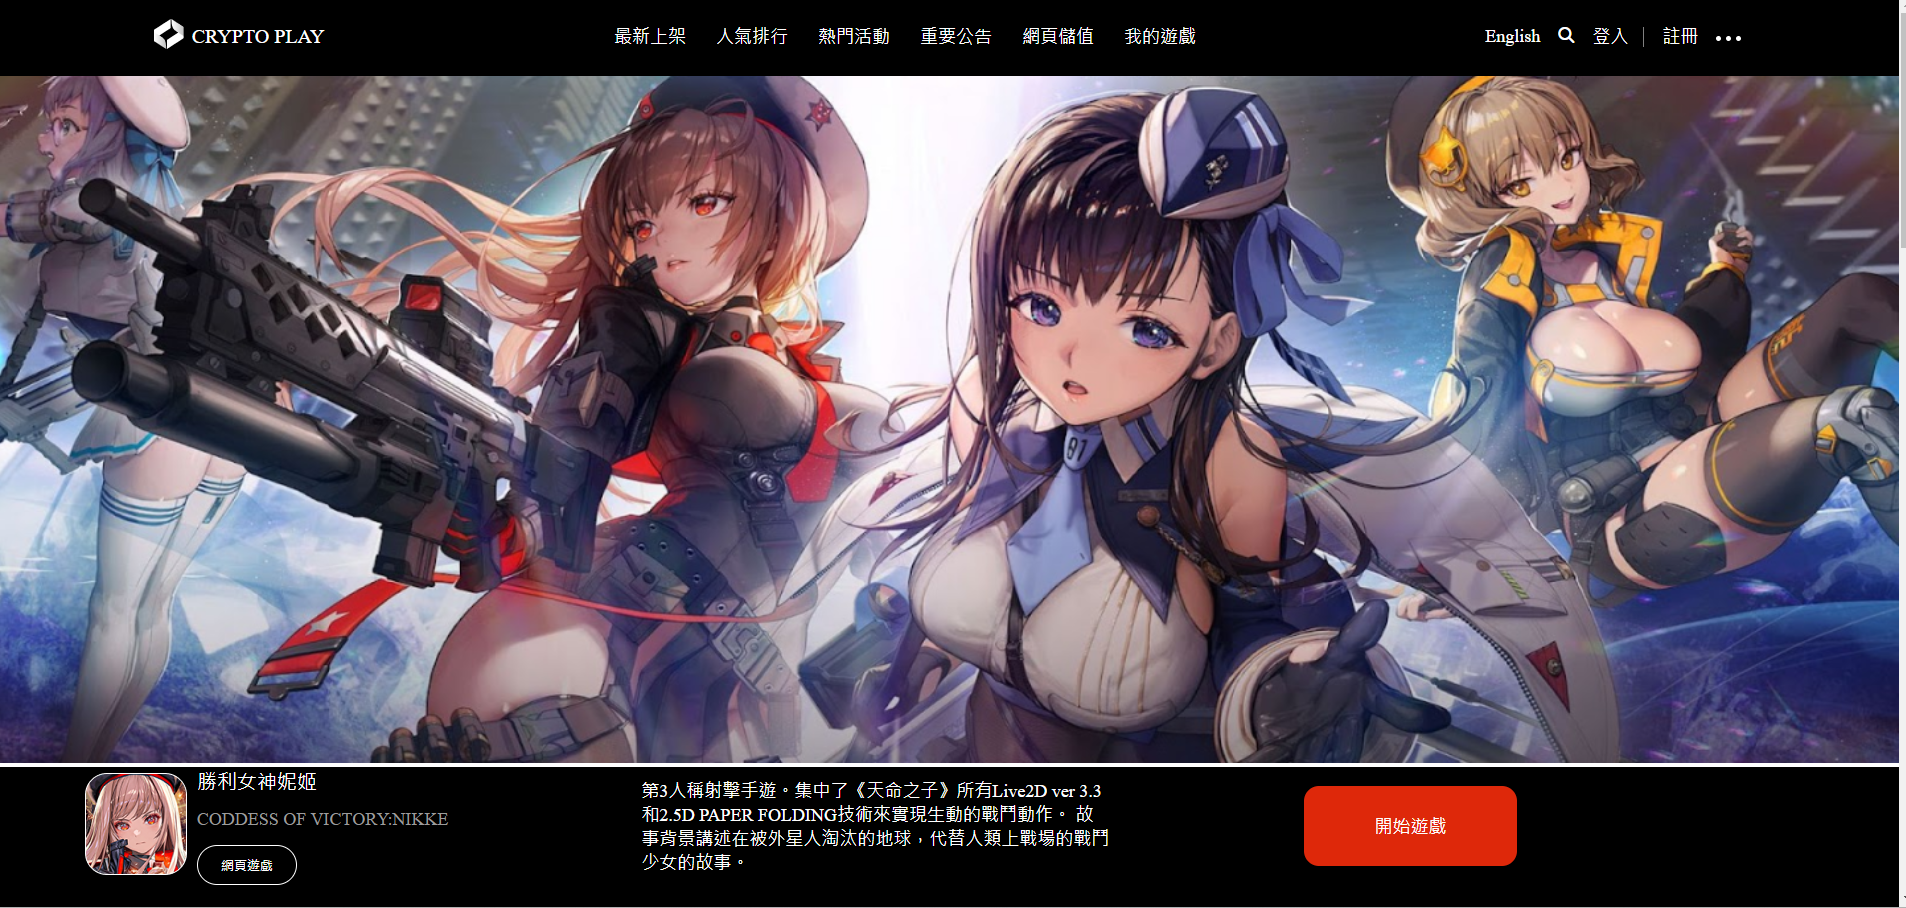 CRYPTO PLAY
最新上架 人氣排行 熱門活動 重要公告 網頁儲值 我的遊戲
English 登入 註冊
87
勝利女神妮姬
CODDESS OF VICTORY:NIKKE
網頁遊戲
第3人稱射擊手遊。集中了《天命之子》所有Live2D ver 3.3
和2.5D PAPER FOLDING技術來實現生動的戰鬥動作。 故
事背景講述在被外星人淘汰的地球，代替人類上戰場的戰鬥
少女的故事。
開始遊戲